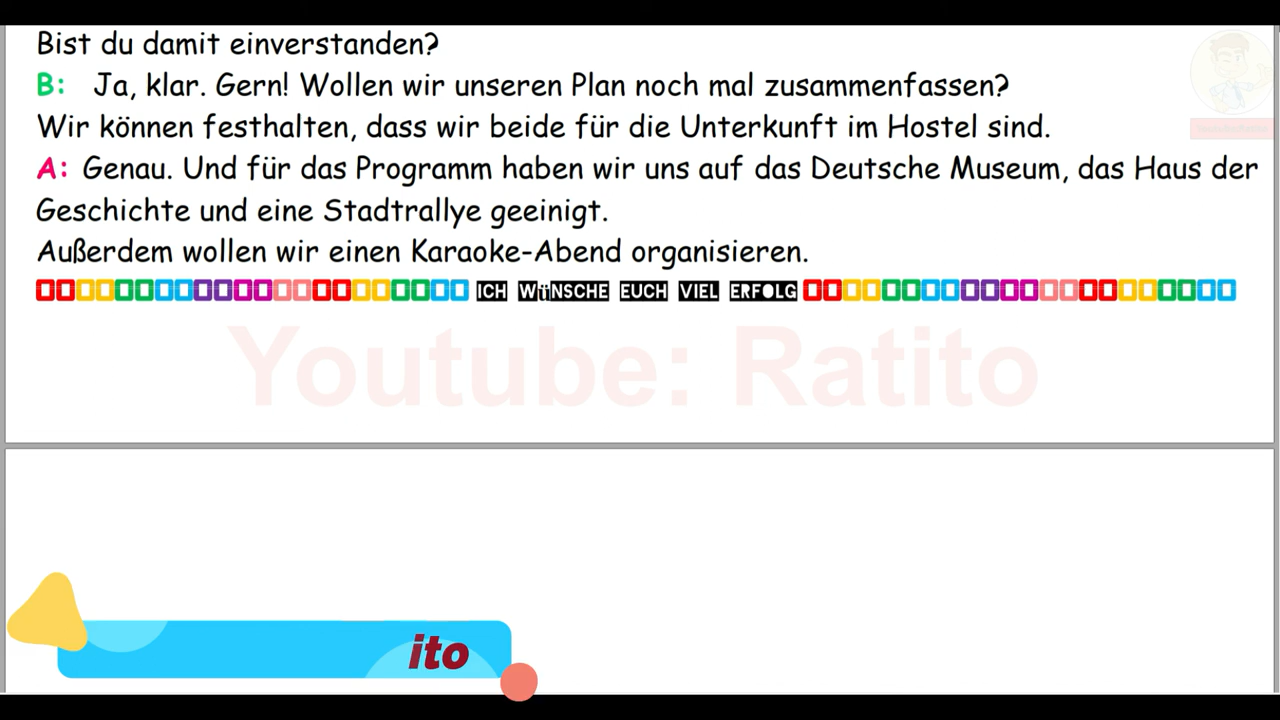 Bist du damit einverstanden?
B: Ja, klar. Gern! Wollen wir unseren Plan noch mal zusammenfassen?
Wir können festhalten, dass wir beide für die Unterkunft im Hostel sind.
A: Genau. Und für das Programm haben wir uns auf das Deutsche Museum, das Haus der
Geschichte und eine Stadtrallye geeinigt.
Außerdem wollen wir einen Karaoke-Abend organisieren.
ICH WÜNSCHE EUCH VIEL ERFOLG
Youtube: Ratito
ito